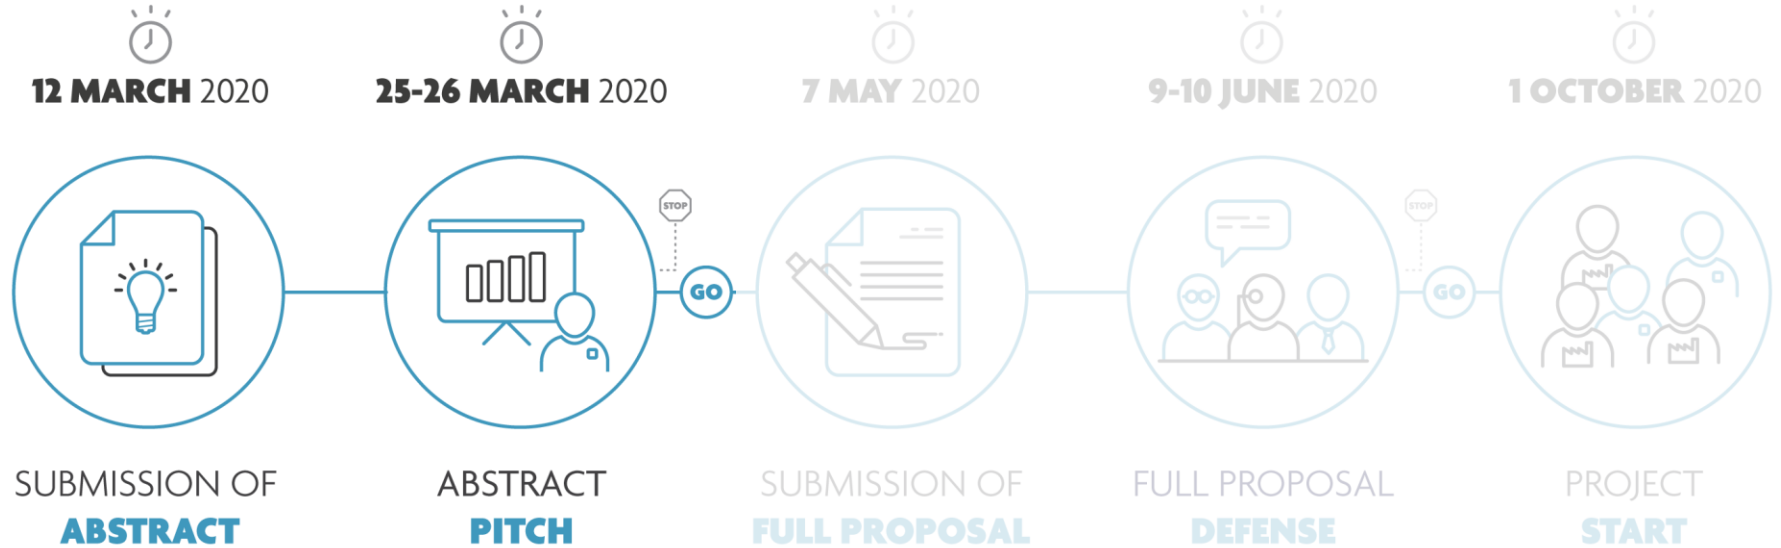 12 MARCH 2020
25-26 MARCH 2020
7 MAY 2020
9-10 JUNE 2020
1 OCTOBER 2020
STOP
GO
STOP
GO
SUBMISSION OF
ABSTRACT
ABSTRACT
PITCH
SUBMISSION OF
FULL PROPOSAL
FULL PROPOSAL
DEFENSE
PROJECT
START